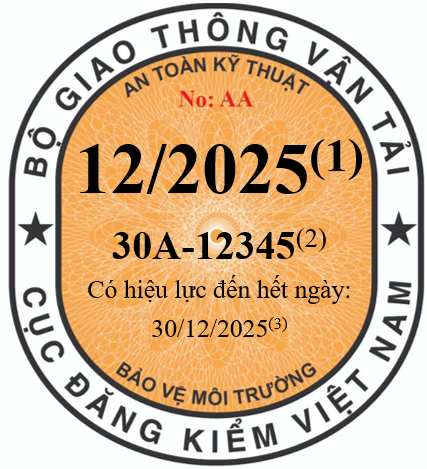 BỘ GIAO THÔNG VẬN TẢI
AN TOÀN KỸ THUẬT
No: AA
12/2025(1)
30A-12345(2)
Có hiệu lực đến hết ngày:
30/12/2025(3)
BẢO VỆ MÔI TRƯỜNG
CỤC ĐĂNG KIỂM VIỆT NAM